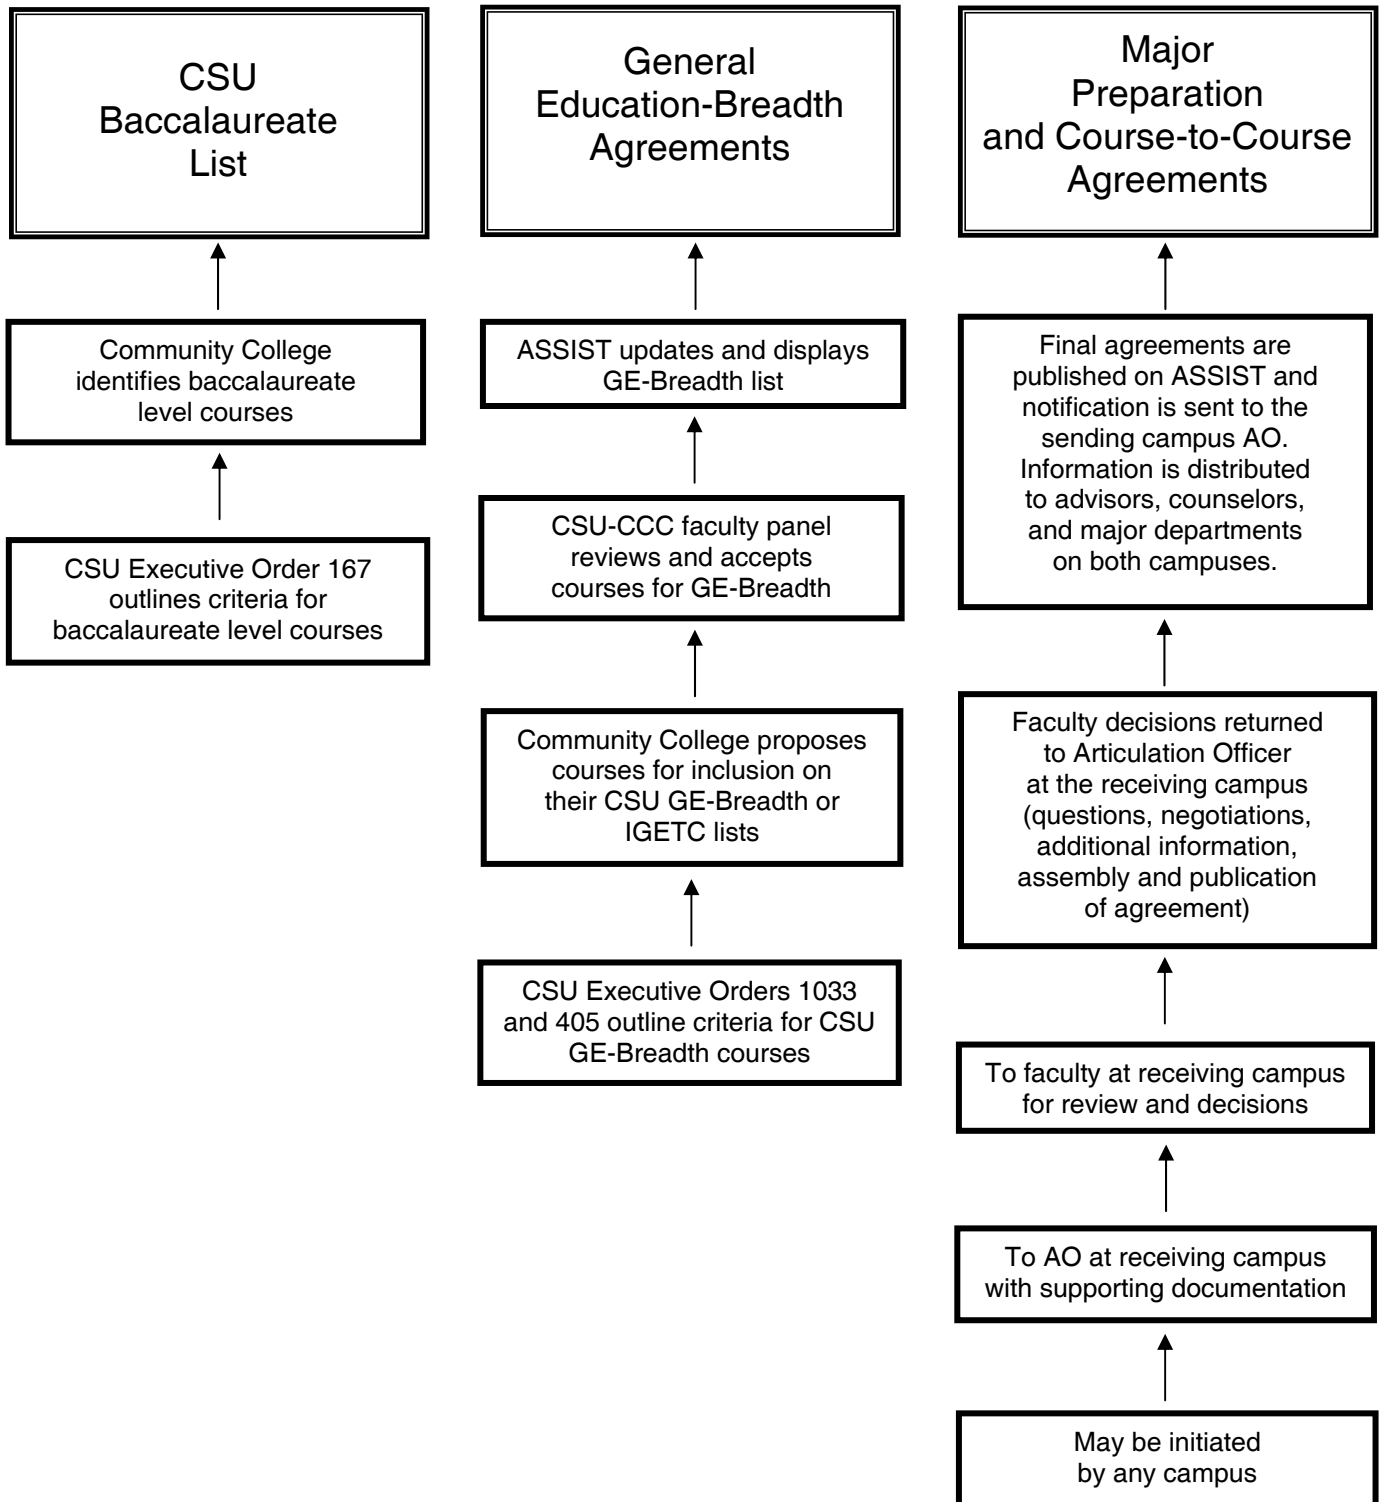 CSU
Baccalaureate
List
Community College
identifies baccalaureate
level courses
CSU Executive Order 167
outlines criteria for
baccalaureate level courses
General
Education-Breadth
Agreements
ASSIST updates and displays
GE-Breadth list
CSU-CCC faculty panel
reviews and accepts
courses for GE-Breadth
Community College proposes
courses for inclusion on
their CSU GE-Breadth or
IGETC lists
CSU Executive Orders 1033
and 405 outline criteria for CSU
GE-Breadth courses
Major
Preparation
and Course-to-Course
Agreements
Final agreements are
published on ASSIST and
notification is sent to the
sending campus AO.
Information is distributed
to advisors, counselors,
and major departments
on both campuses.
Faculty decisions returned
to Articulation Officer
at the receiving campus
(questions, negotiations,
additional information,
assembly and publication
of agreement)
To faculty at receiving campus
for review and decisions
To AO at receiving campus
with supporting documentation
May be initiated
by any campus